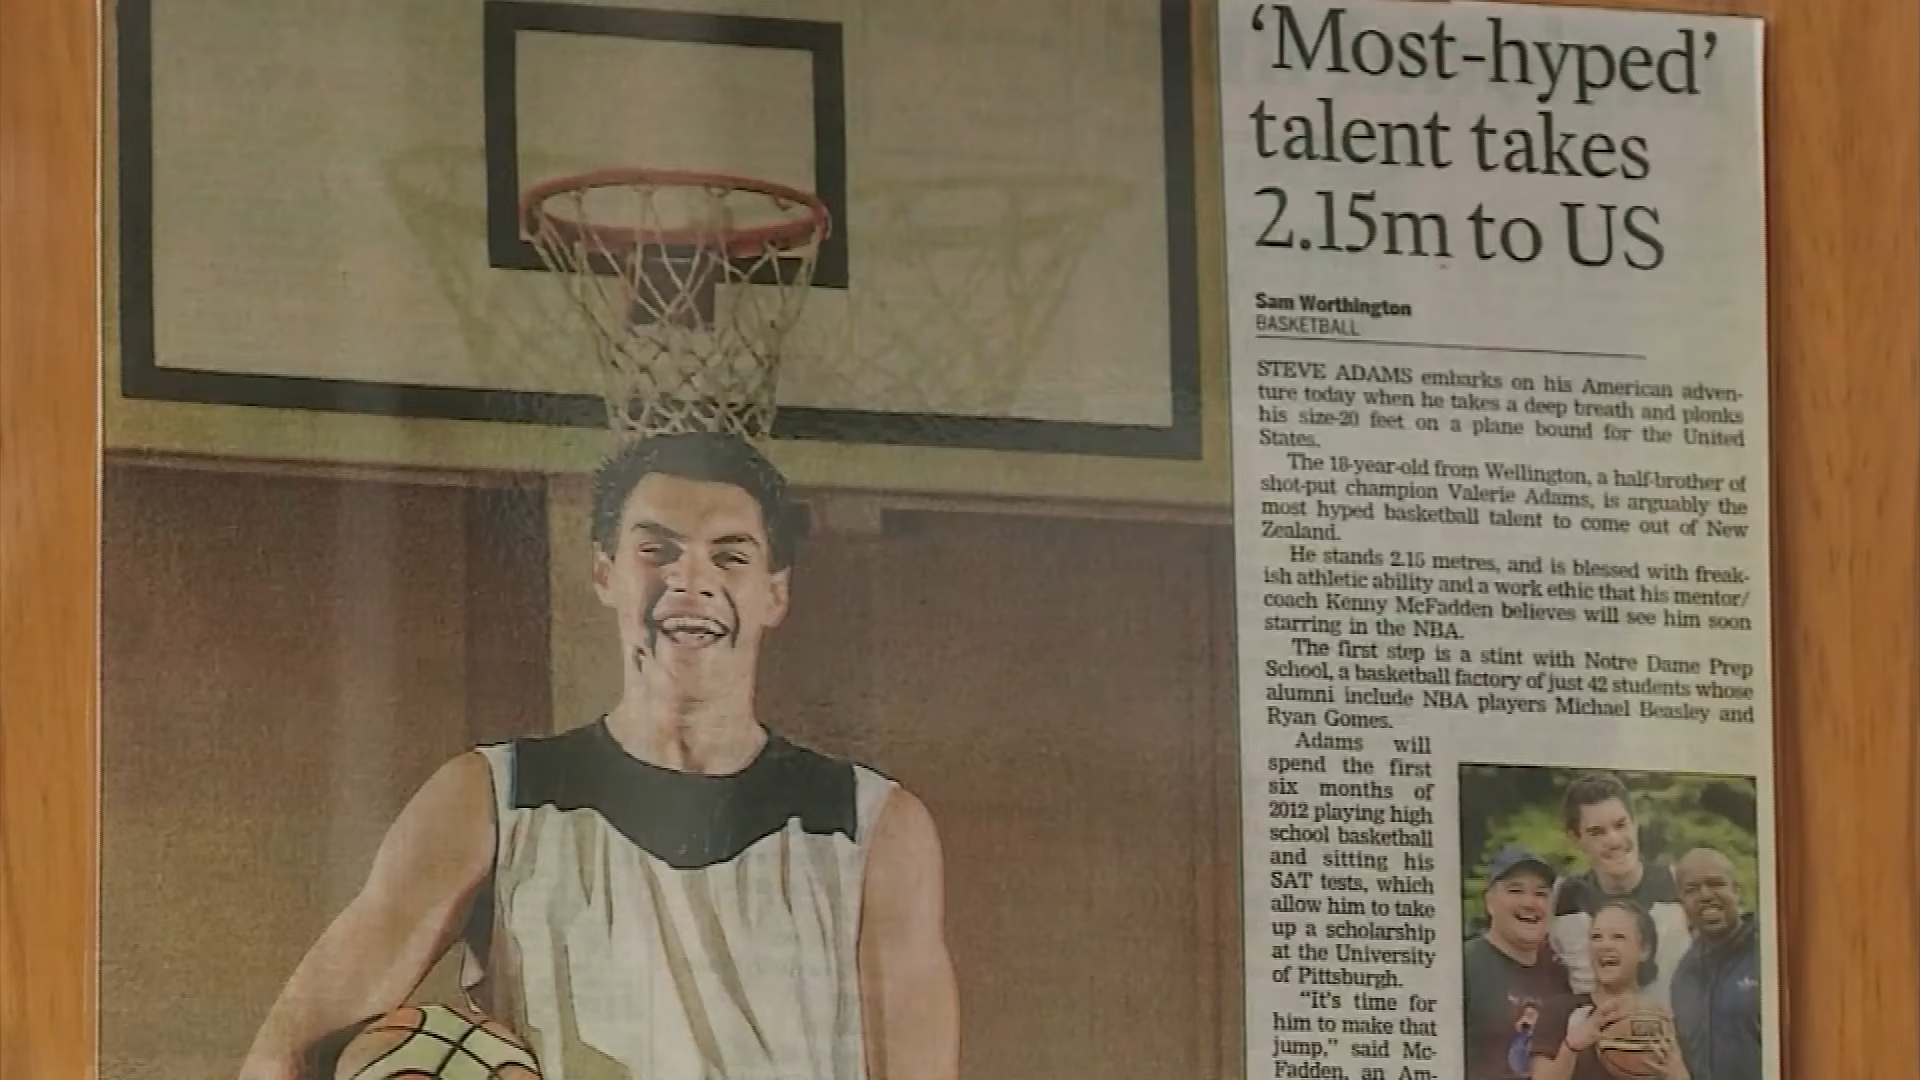 ‘Most-hyped’
talent takes
2.15m to US
Sam Worthington
BASKETBALL
STEVE ADAMS embarks on his American adven-
ture today when he takes a deep breath and plonks
his size-20 feet on a plane bound for the United
States.
The 18-year-old from Wellington, a half-brother of
shot-put champion Valerie Adams, is arguably the
most hyped basketball talent to come out of New
Zealand.
He stands 2.15 metres, and is blessed with freak-
ish athletic ability and a work ethic that his mentor/
coach Kenny McFadden believes will see him soon
starring in the NBA.
The first step is a stint with Notre Dame Prep
School, a basketball factory of just 42 students whose
alumni include NBA players Michael Beasley and
Ryan Gomes.
Adams will
spend the first
six months of
2012 playing high
school basketball
and sitting his
SAT tests, which
allow him to take
up a scholarship
at the University
of Pittsburgh.
“It's time for
him to make that
jump,” said Mc-
Fadden, an Am-